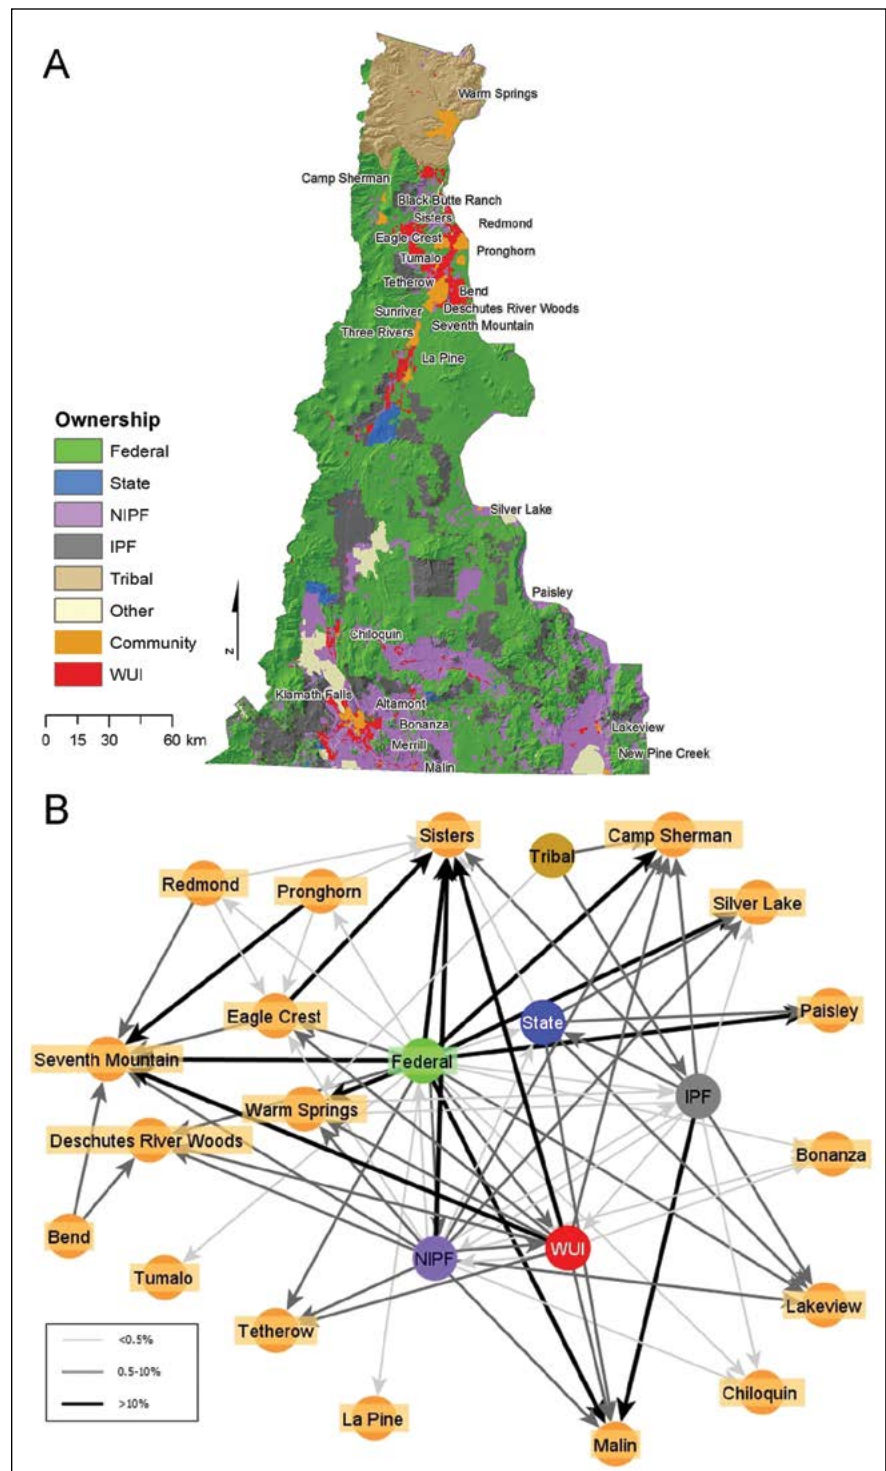 A
Warm Springs
Camp Sherman
Black Butte Ranch
Sisters
Redmond
Eagle Crest
Pronghorn
Tumalo
Tetherow
Bend
Deschutes River Woods
Sunriver
Seventh Mountain
Three Rivers
La Pine
Ownership
Federal
State
NIPF
IPF
Tribal
Other
Community
WUI
Silver Lake
Paisley
Chiloquin
Klamath Falls
Altamont
Bonanza
Merrill
Malin
Lakeview
New Pine Creek
N
0 15 30 60 km
B
Sisters
Tribal
Camp Sherman
Redmond
Pronghorn
Silver Lake
Eagle Crest
State
Paisley
Seventh Mountain
Federal
IPF
Warm Springs
Deschutes River Woods
Bonanza
Bend
NIPF
WUI
Tumalo
Lakeview
Tetherow
Chiloquin
La Pine
Malin
<0.5%
0.5-10%
>10%